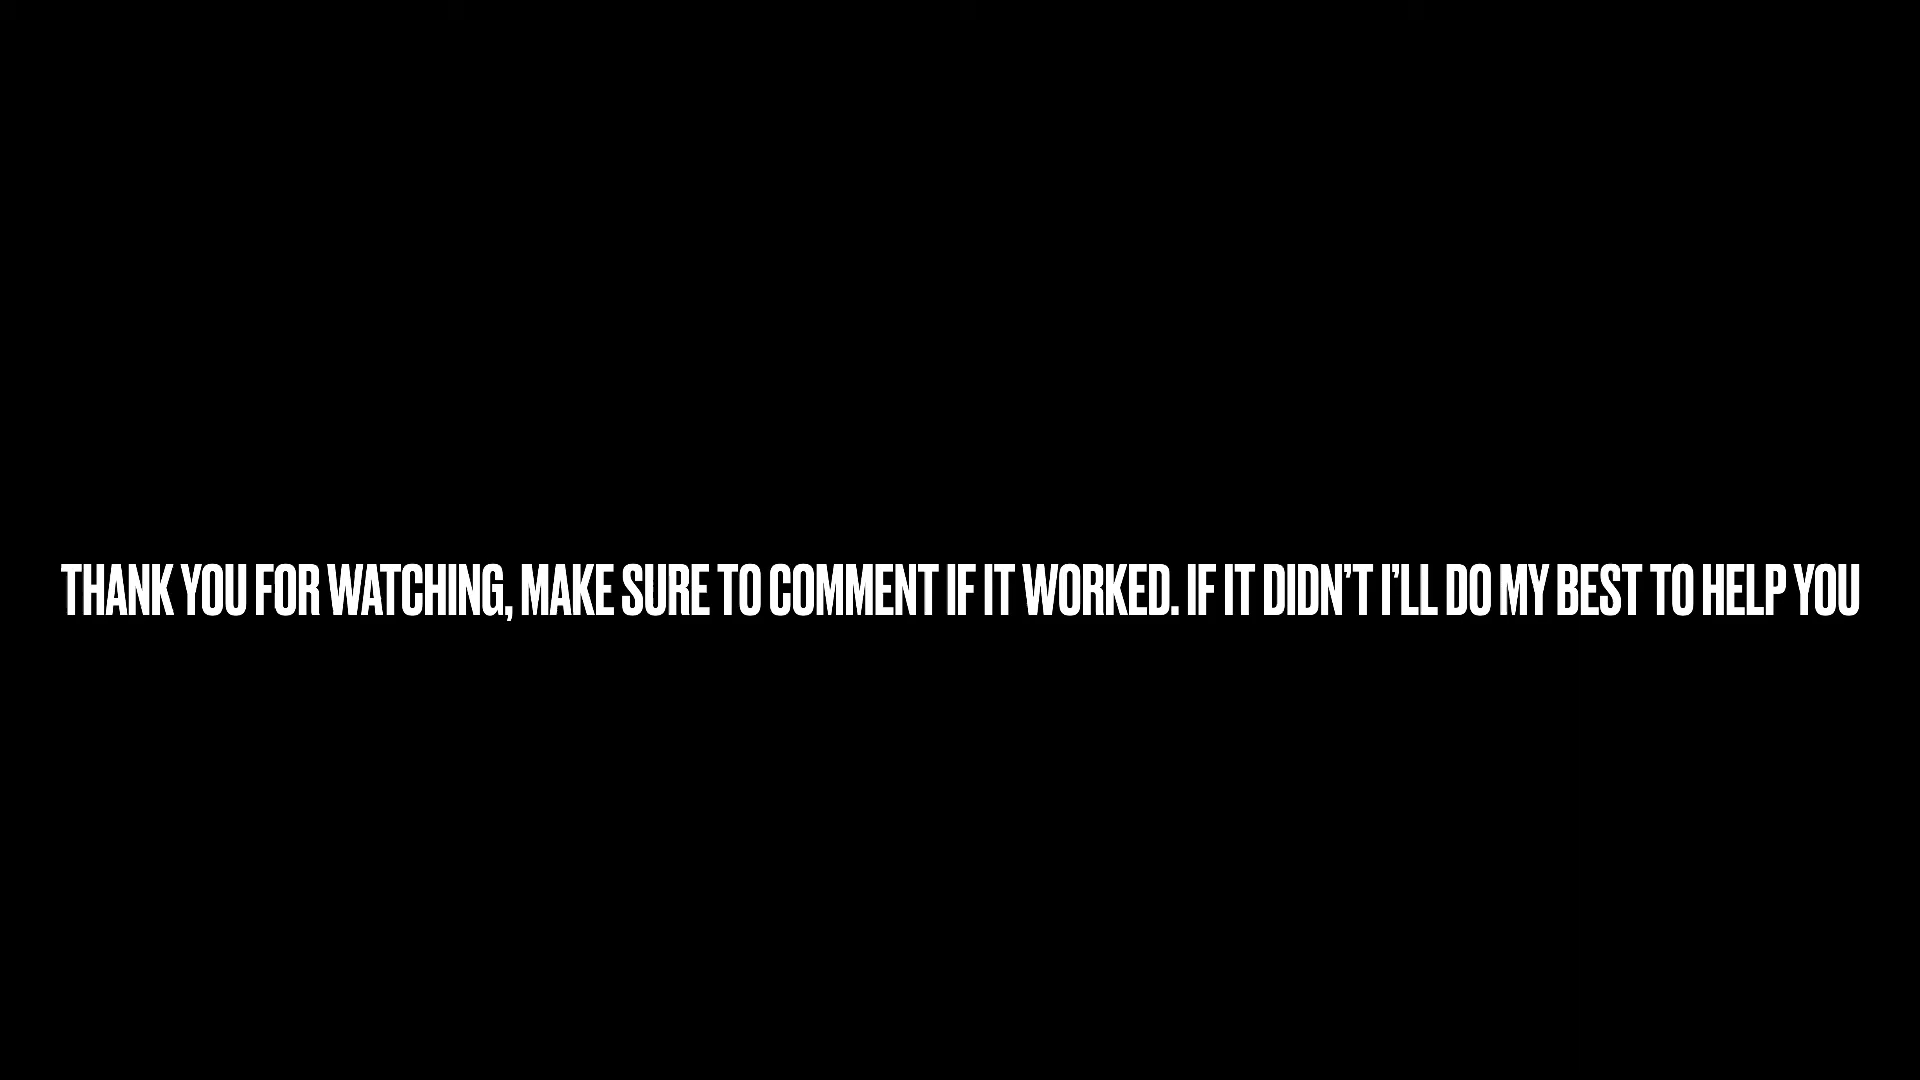 THANK YOU FOR WATCHING, MAKE SURE TO COMMENT IF IT WORKED. IF IT DIDN’T I’LL DO MY BEST TO HELP YOU